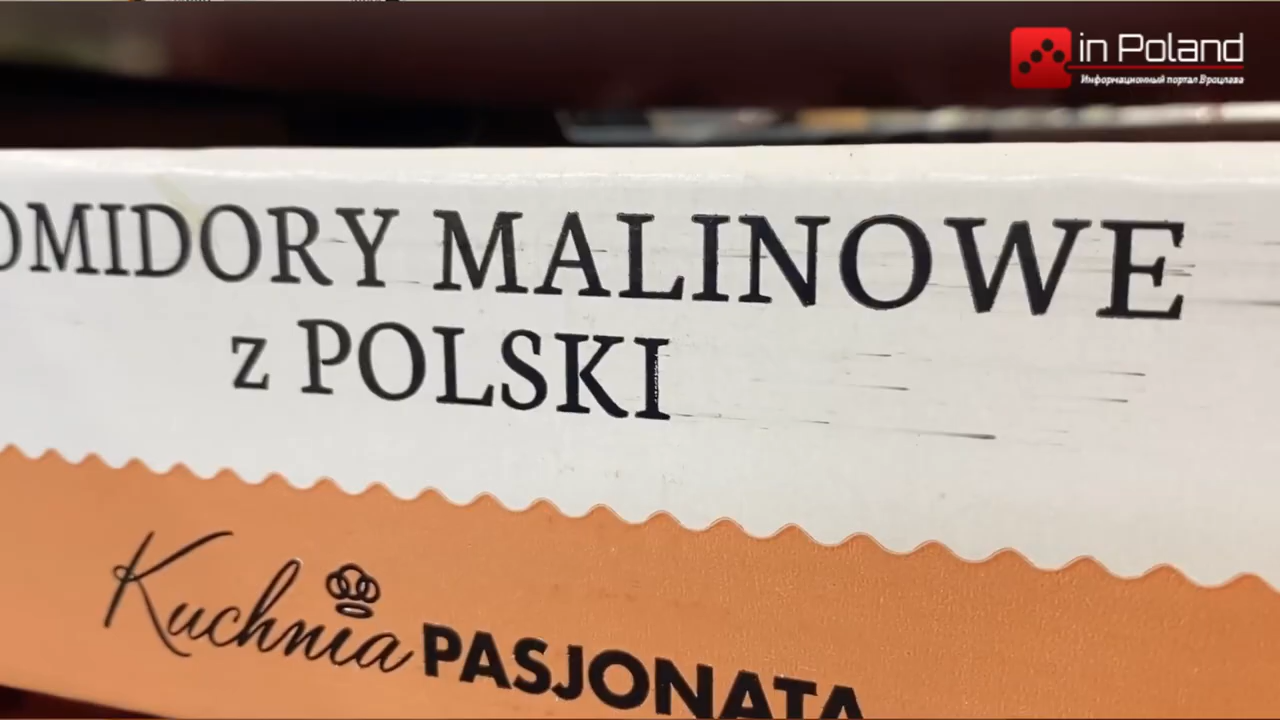 in Poland
Информационный портал Вроцлава
OMIDORY MALINOWE
z POLSKI
Kuchnia PASJONATA